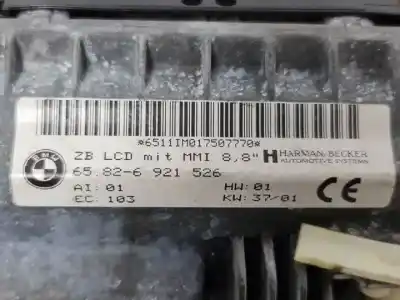 *6511IM017507770*
ZB LCD mit MMI 8,8" H HARMAN/BECKER
AUTOMOTIVE SYSTEMS
BMW
65.82-6 921 526
AI: 01 HW: 01
EC: 103 KW: 37/01
CE